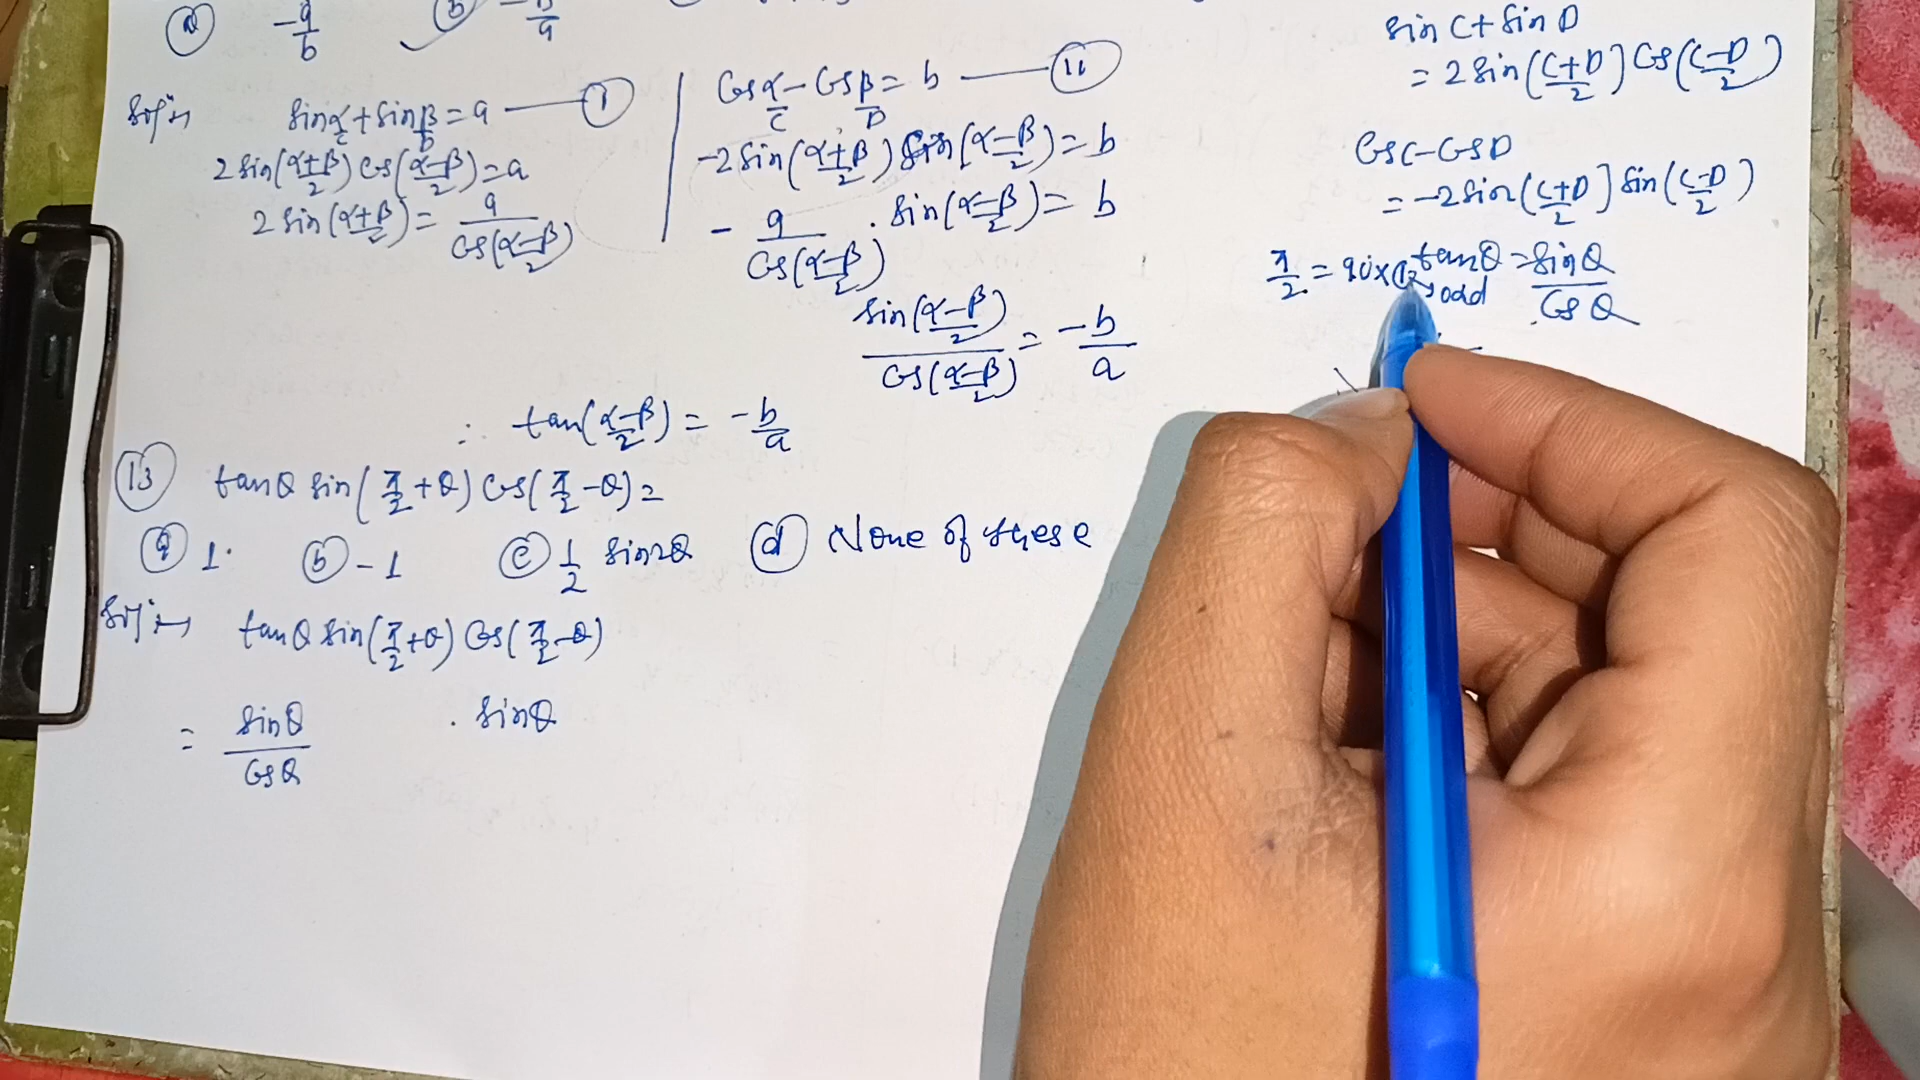 ⓐ -a/b ⓑ -b/a
Sol'n
sinα + sinβ = a —— ①
2 sin(α+β/2) cos(α-β/2) = a
2 sin(α+β/2) = a/cos(α-β/2)
cosα - cosβ = b —— ⑪
-2 sin(α+β/2) sin(α-β/2) = b
- a/cos(α-β/2) . sin(α-β/2) = b
sin(α-β/2)/cos(α-β/2) = -b/a
∴ tan(α-β/2) = -b/a
sin C + sin D
= 2 sin(C+D/2) cos(C-D/2)
cos C - cos D
= -2 sin(C+D/2) sin(C-D/2)
π/2 = 90 × ① → odd
tanθ = sinθ/cosθ
⑬ tanθ sin(π/2 + θ) cos(π/2 - θ) =
ⓐ 1. ⓑ -1 ⓒ 1/2 sin2θ ⓓ None of these
Sol'n tanθ sin(π/2 + θ) cos(π/2 - θ)
= sinθ/cosθ . sinθ